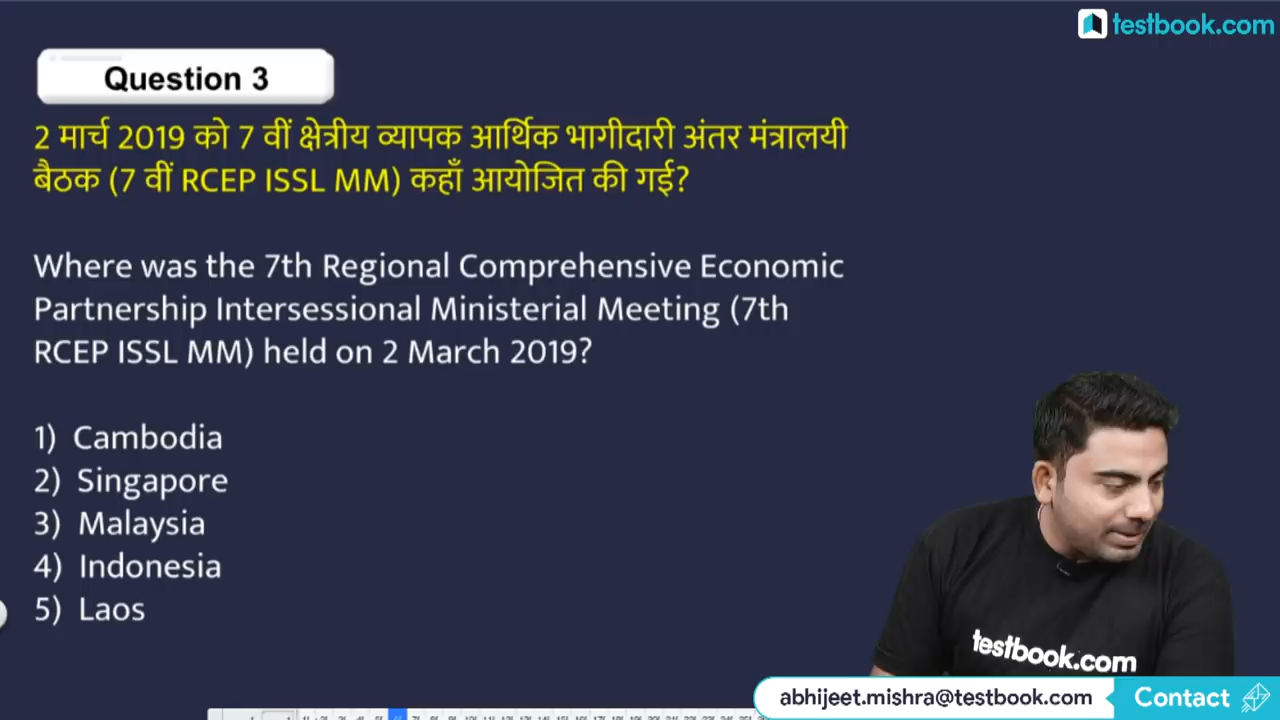 testbook.com
Question 3
2 मार्च 2019 को 7 वीं क्षेत्रीय व्यापक आर्थिक भागीदारी अंतर मंत्रालयी
बैठक (7 वीं RCEP ISSL MM) कहाँ आयोजित की गई?
Where was the 7th Regional Comprehensive Economic
Partnership Intersessional Ministerial Meeting (7th
RCEP ISSL MM) held on 2 March 2019?
1) Cambodia
2) Singapore
3) Malaysia
4) Indonesia
5) Laos
testbook.com
abhijeet.mishra@testbook.com
Contact